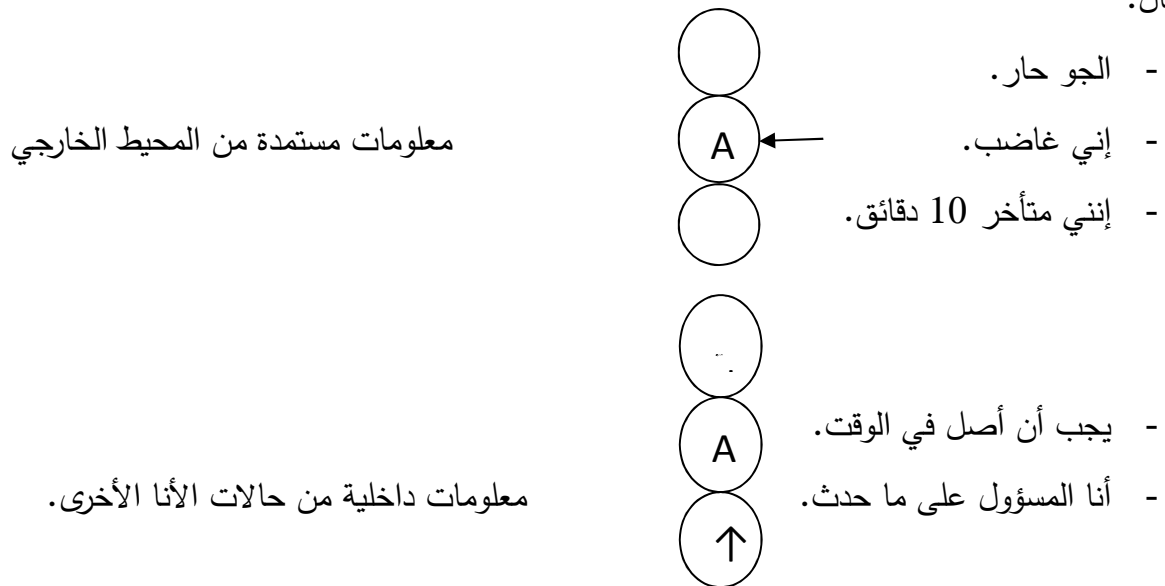 - الجو حار.
- إني غاضب. A معلومات مستمدة من المحيط الخارجي
- إنني متأخر 10 دقائق.
- يجب أن أصل في الوقت.
A
- أنا المسؤول على ما حدث. معلومات داخلية من حالات الأنا الأخرى.
↑